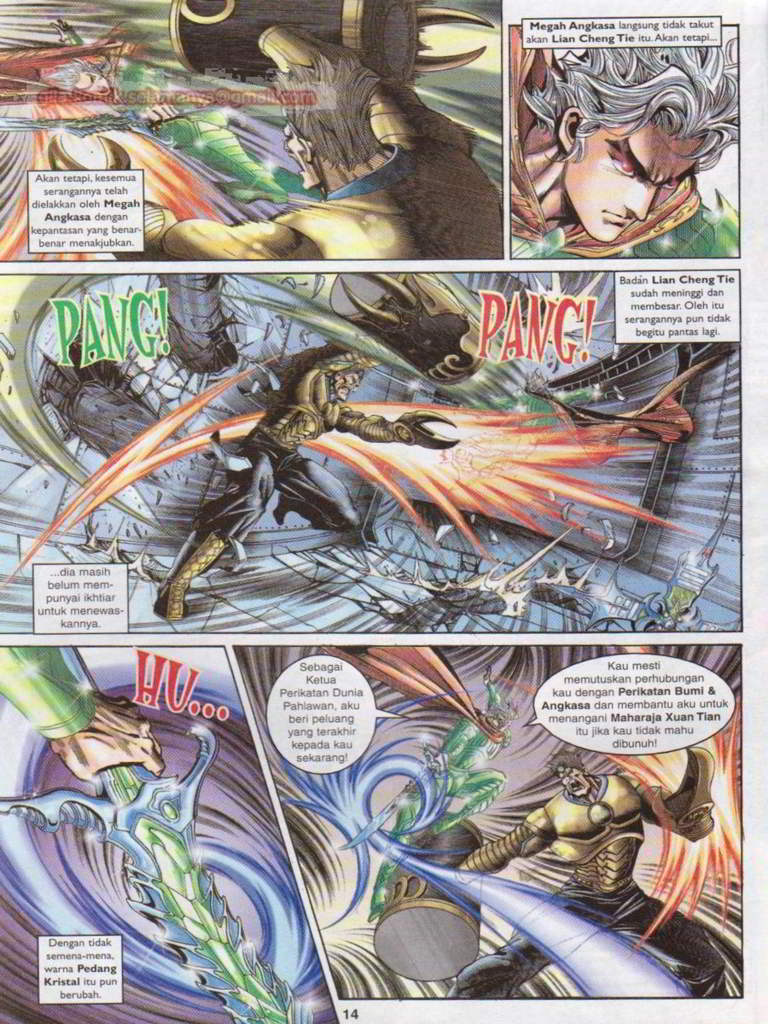 Akan tetapi, kesemua
serangannya telah
dielakkan oleh Megah
Angkasa dengan
kepantasan yang benar-
benar menakjubkan.
Megah Angkasa langsung tidak takut
akan Lian Cheng Tie itu. Akan tetapi...
PANG!
PANG!
Badan Lian Cheng Tie
sudah meninggi dan
membesar. Oleh itu
serangannya pun tidak
begitu pantas lagi.
...dia masih
belum mem-
punyai ikhtiar
untuk menewas-
kannya.
HU...
Dengan tidak
semena-mena,
warna Pedang
Kristal itu pun
berubah.
Sebagai
Ketua
Perikatan Dunia
Pahlawan, aku
beri peluang
yang terakhir
kepada kau
sekarang!
Kau mesti
memutuskan perhubungan
kau dengan Perikatan Bumi &
Angkasa dan membantu aku untuk
menangani Maharaja Xuan Tian
itu jika kau tidak mahu
dibunuh!
14